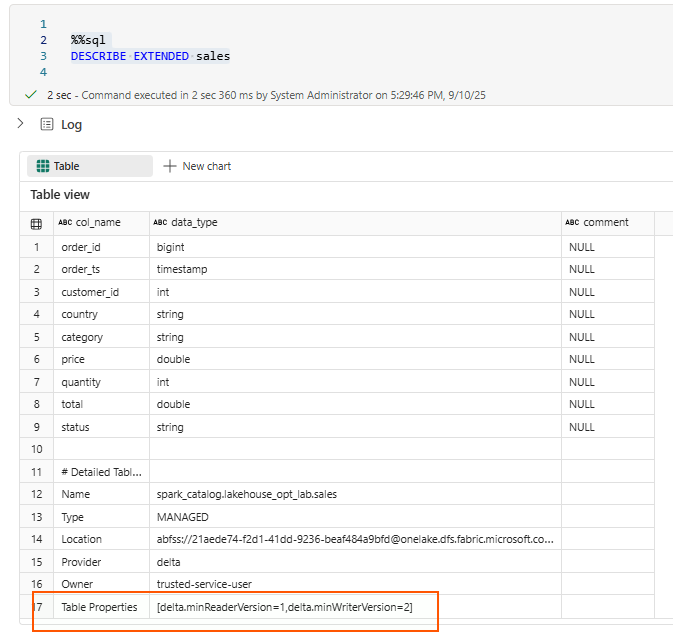 1
2 %%sql
3 DESCRIBE EXTENDED sales
4
2 sec - Command executed in 2 sec 360 ms by System Administrator on 5:29:46 PM, 9/10/25
Log
Table New chart
Table view
ABC col_name ABC data_type ABC comment
1 order_id bigint NULL
2 order_ts timestamp NULL
3 customer_id int NULL
4 country string NULL
5 category string NULL
6 price double NULL
7 quantity int NULL
8 total double NULL
9 status string NULL
10
11 # Detailed Tabl...
12 Name spark_catalog.lakehouse_opt_lab.sales
13 Type MANAGED
14 Location abfss://21aede74-f2d1-41dd-9236-beaf484a9bfd@onelake.dfs.fabric.microsoft.co...
15 Provider delta
16 Owner trusted-service-user
17 Table Properties [delta.minReaderVersion=1,delta.minWriterVersion=2]